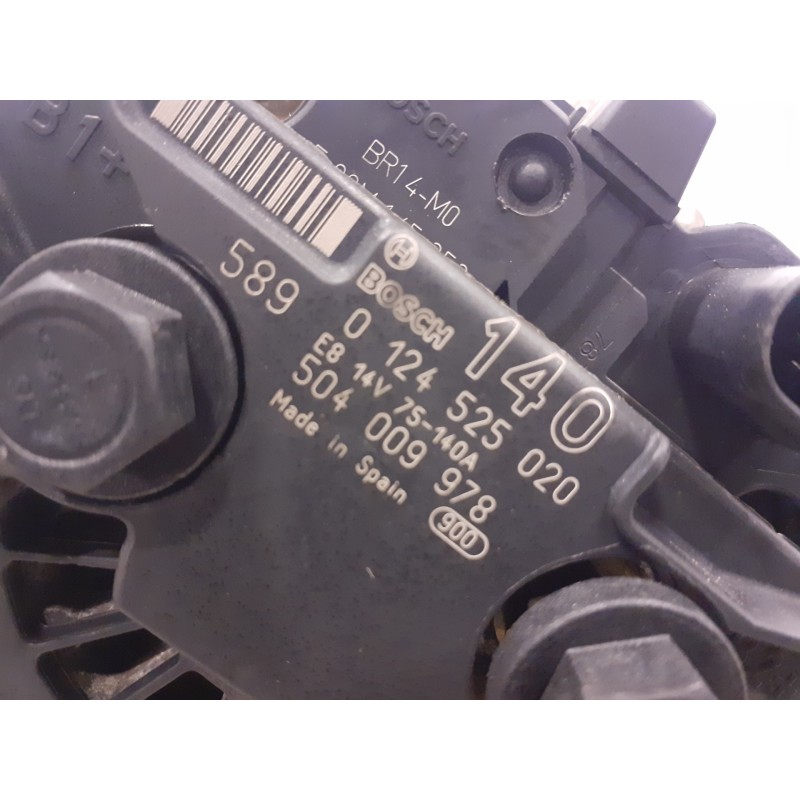 B1+
BOSCH
BR14-M0
589
BOSCH
140
0 124 525 020
E8 14V 75-140A
504 009 978
Made in Spain
900